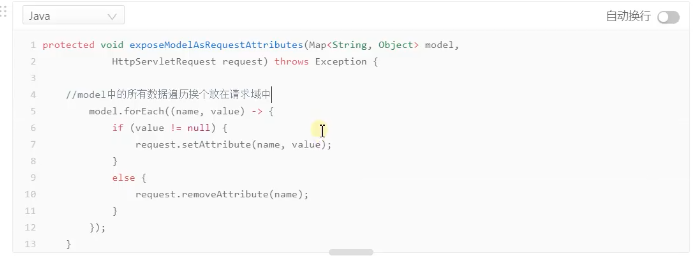 Java
自动换行
1 protected void exposeModelAsRequestAttributes(Map<String, Object> model,
2 HttpServletRequest request) throws Exception {
3
4 //model中的所有数据遍历挨个放在请求域中
5 model.forEach((name, value) -> {
6 if (value != null) {
7 request.setAttribute(name, value);
8 }
9 else {
10 request.removeAttribute(name);
11 }
12 });
13 }